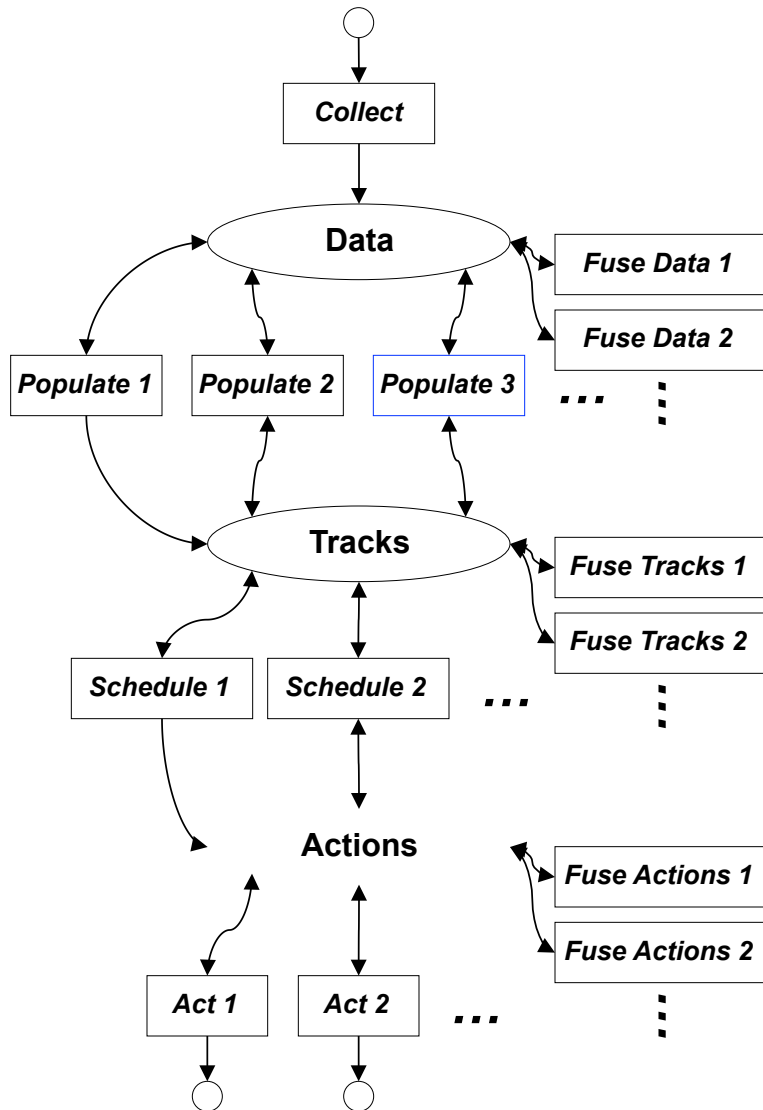 Collect
Data
Fuse Data 1
Fuse Data 2
Populate 1
Populate 2
Populate 3
...
Tracks
Fuse Tracks 1
Fuse Tracks 2
Schedule 1
Schedule 2
...
Actions
Fuse Actions 1
Fuse Actions 2
Act 1
Act 2
...